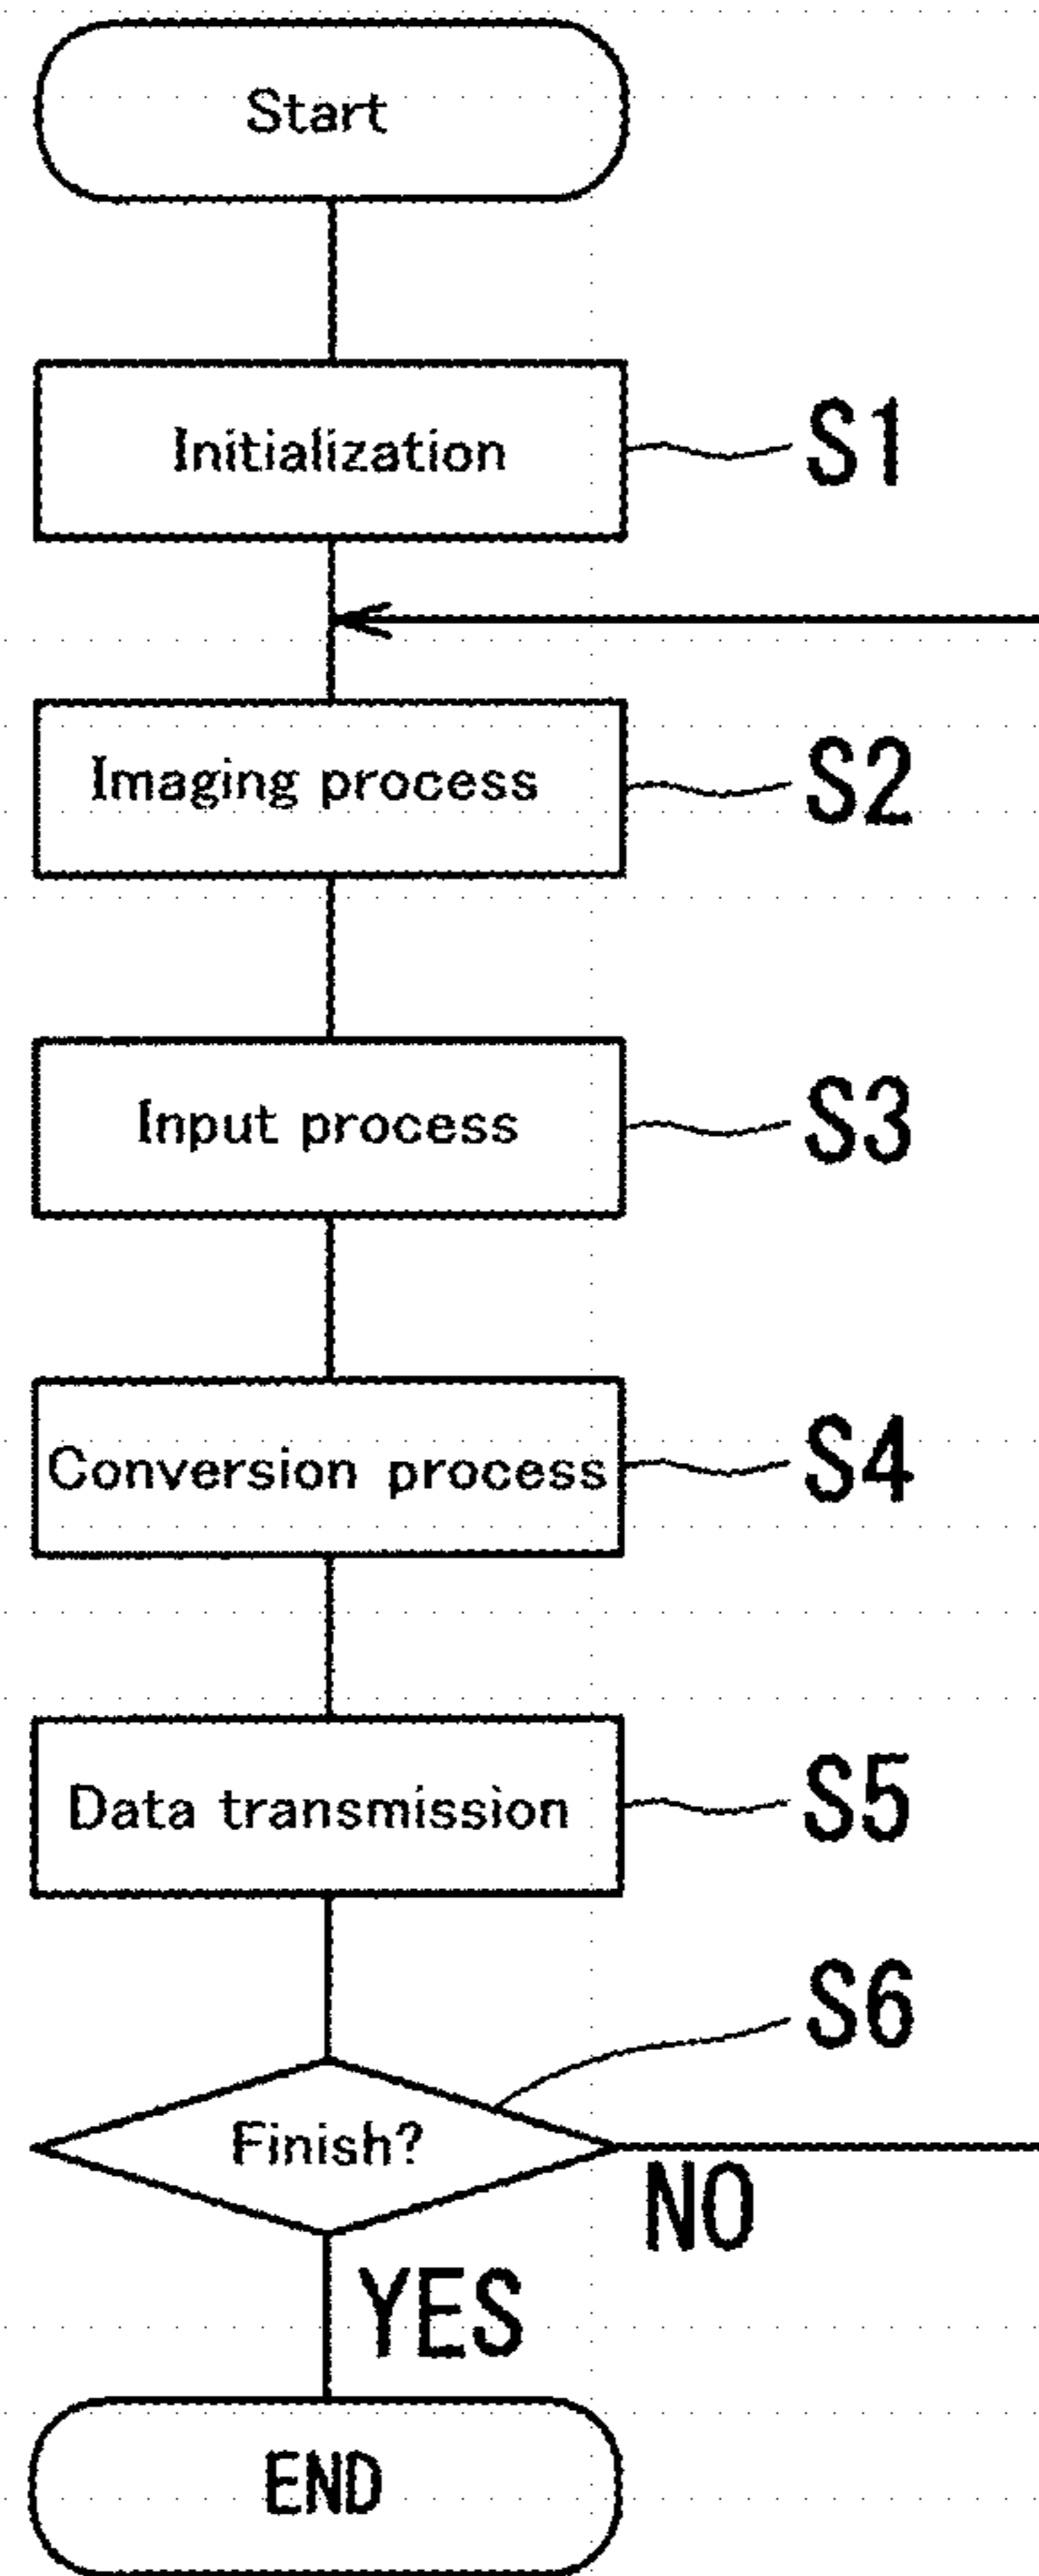 Start
Initialization
S1
Imaging process
S2
Input process
S3
Conversion process
S4
Data transmission
S5
S6
Finish?
NO
YES
END